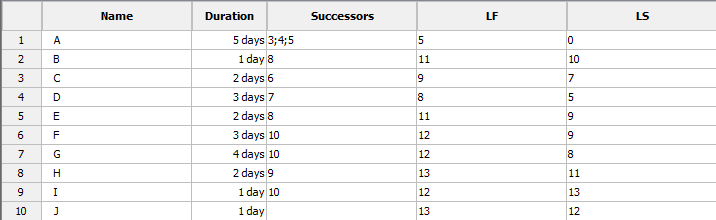 Name Duration Successors LF LS
1 A 5 days 3;4;5 5 0
2 B 1 day 8 11 10
3 C 2 days 6 9 7
4 D 3 days 7 8 5
5 E 2 days 8 11 9
6 F 3 days 10 12 9
7 G 4 days 10 12 8
8 H 2 days 9 13 11
9 I 1 day 10 12 13
10 J 1 day 13 12